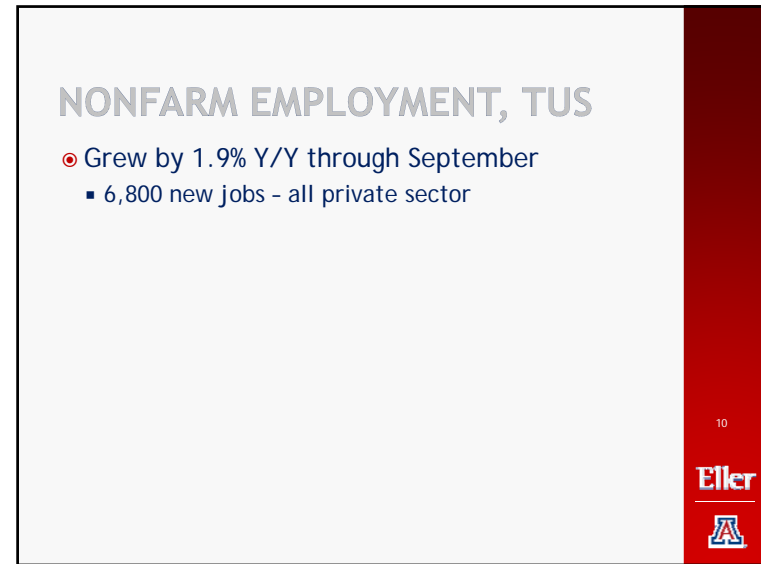 NONFARM EMPLOYMENT, TUS
Grew by 1.9% Y/Y through September
6,800 new jobs – all private sector
10
Eller
A